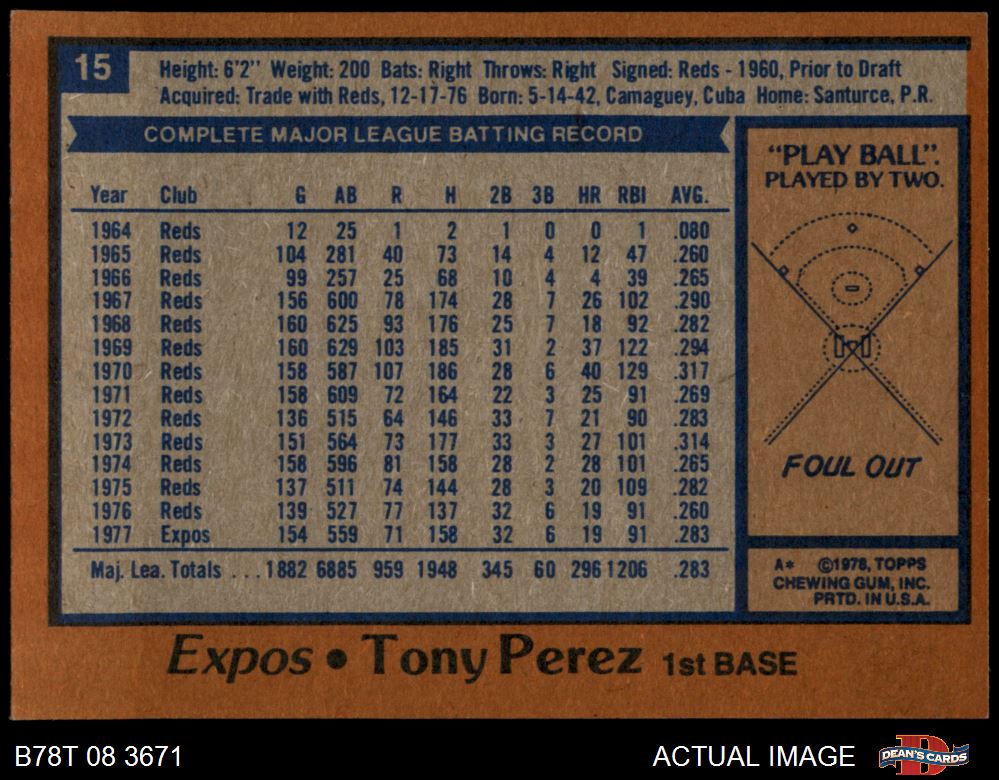 15
Height: 6'2" Weight: 200 Bats: Right Throws: Right Signed: Reds - 1960, Prior to Draft
Acquired: Trade with Reds, 12-17-76 Born: 5-14-42, Camaguey, Cuba Home: Santurce, P.R.
COMPLETE MAJOR LEAGUE BATTING RECORD
Year Club G AB R H 2B 3B HR RBI AVG.
1964 Reds 12 25 1 2 1 0 0 1 .080
1965 Reds 104 281 40 73 14 4 12 47 .260
1966 Reds 99 257 25 68 10 4 4 39 .265
1967 Reds 156 600 78 174 28 7 26 102 .290
1968 Reds 160 625 93 176 25 7 18 92 .282
1969 Reds 160 629 103 185 31 2 37 122 .294
1970 Reds 158 587 107 186 28 6 40 129 .317
1971 Reds 158 609 72 164 22 3 25 91 .269
1972 Reds 136 515 64 146 33 7 21 90 .283
1973 Reds 151 564 73 177 33 3 27 101 .314
1974 Reds 158 596 81 158 28 2 28 101 .265
1975 Reds 137 511 74 144 28 3 20 109 .282
1976 Reds 139 527 77 137 32 6 19 91 .260
1977 Expos 154 559 71 158 32 6 19 91 .283
Maj. Lea. Totals ...1882 6885 959 1948 345 60 296 1206 .283
"PLAY BALL".
PLAYED BY TWO.
FOUL OUT
A* ©1978, TOPPS
CHEWING GUM, INC.
PRTD. IN U.S.A.
Expos • Tony Perez 1st BASE
B78T 08 3671
ACTUAL IMAGE
DEAN'S CARDS